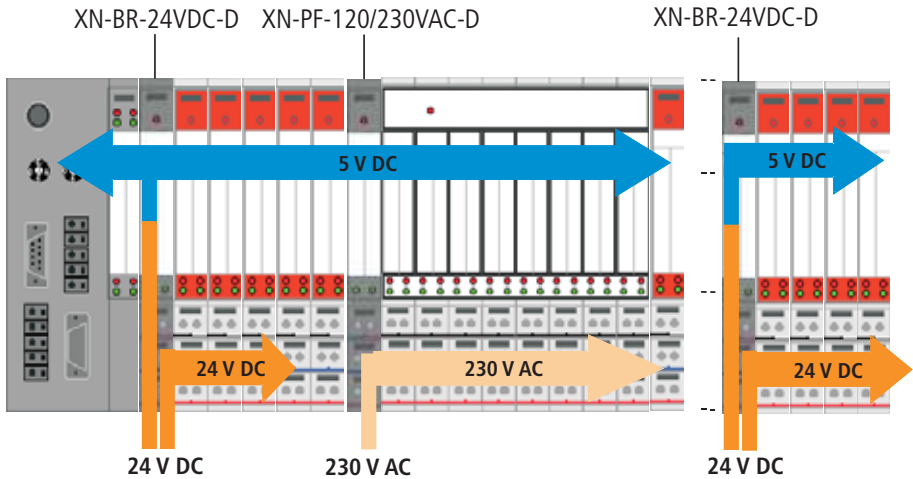 XN-BR-24VDC-D XN-PF-120/230VAC-D XN-BR-24VDC-D
5 V DC 5 V DC
24 V DC 230 V AC 24 V DC
24 V DC 230 V AC 24 V DC